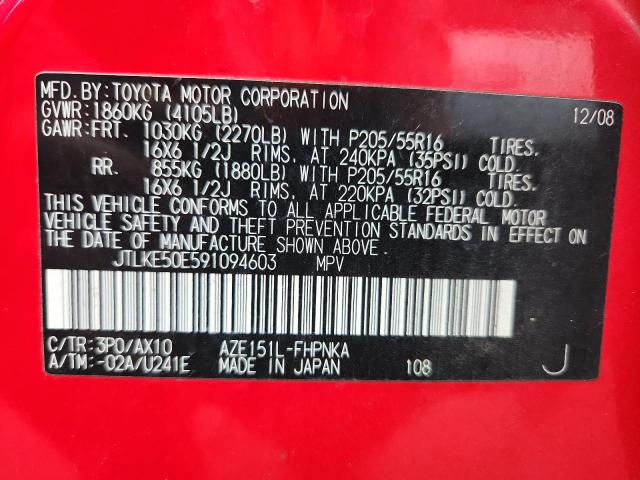 MFD.BY:TOYOTA MOTOR CORPORATION 12/08
GVWR:1860KG (4105LB)
GAWR:FRT. 1030KG (2270LB) WITH P205/55R16 TIRES,
16X6 1/2J RIMS, AT 240KPA (35PSI) COLD.
RR. 855KG (1880LB) WITH P205/55R16 TIRES,
16X6 1/2J RIMS, AT 220KPA (32PSI) COLD.
THIS VEHICLE CONFORMS TO ALL APPLICABLE FEDERAL MOTOR
VEHICLE SAFETY AND THEFT PREVENTION STANDARDS IN EFFECT ON
THE DATE OF MANUFACTURE SHOWN ABOVE.
JTLKE50E591094603 MPV
C/TR:3P0/AX10 AZE151L-FHPNKA
A/TM:-02A/U241E MADE IN JAPAN 108 J